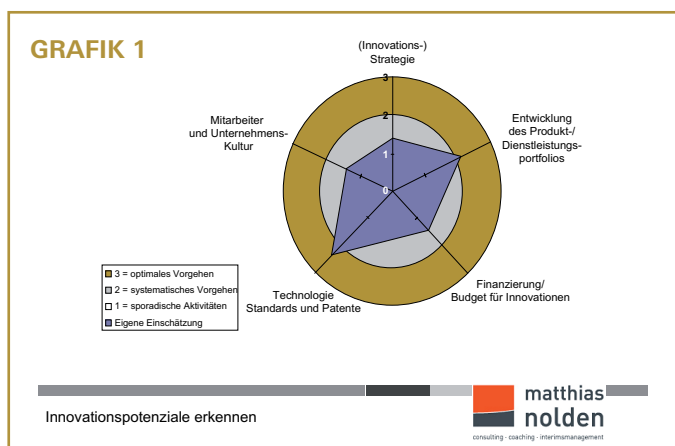 GRAFIK 1
(Innovations-)
Strategie
3
2
1
0
Entwicklung
des Produkt-/
Dienstleistungs-
portfolios
Mitarbeiter
und Unternehmens-
Kultur
Finanzierung/
Budget für Innovationen
Technologie
Standards und Patente
3 = optimales Vorgehen
2 = systematisches Vorgehen
1 = sporadische Aktivitäten
Eigene Einschätzung
Innovationspotenziale erkennen
matthias
nolden
consulting - coaching - interimsmanagement